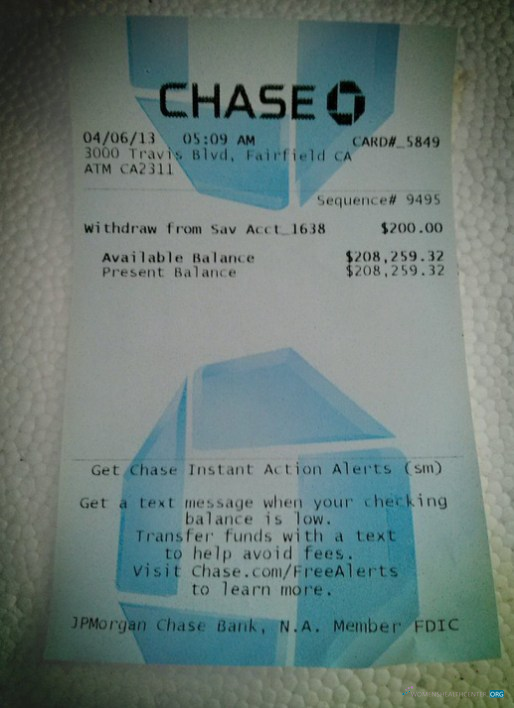 CHASE
04/06/13 05:09 AM CARD#_5849
3000 Travis Blvd, Fairfield CA
ATM CA2311
Sequence# 9495
Withdraw from Sav Acct_1638 $200.00
Available Balance $208,259.32
Present Balance $208,259.32
Get Chase Instant Action Alerts (sm)
Get a text message when your checking
balance is low.
Transfer funds with a text
to help avoid fees.
Visit Chase.com/FreeAlerts
to learn more.
JPMorgan Chase Bank, N.A. Member FDIC
.ORG